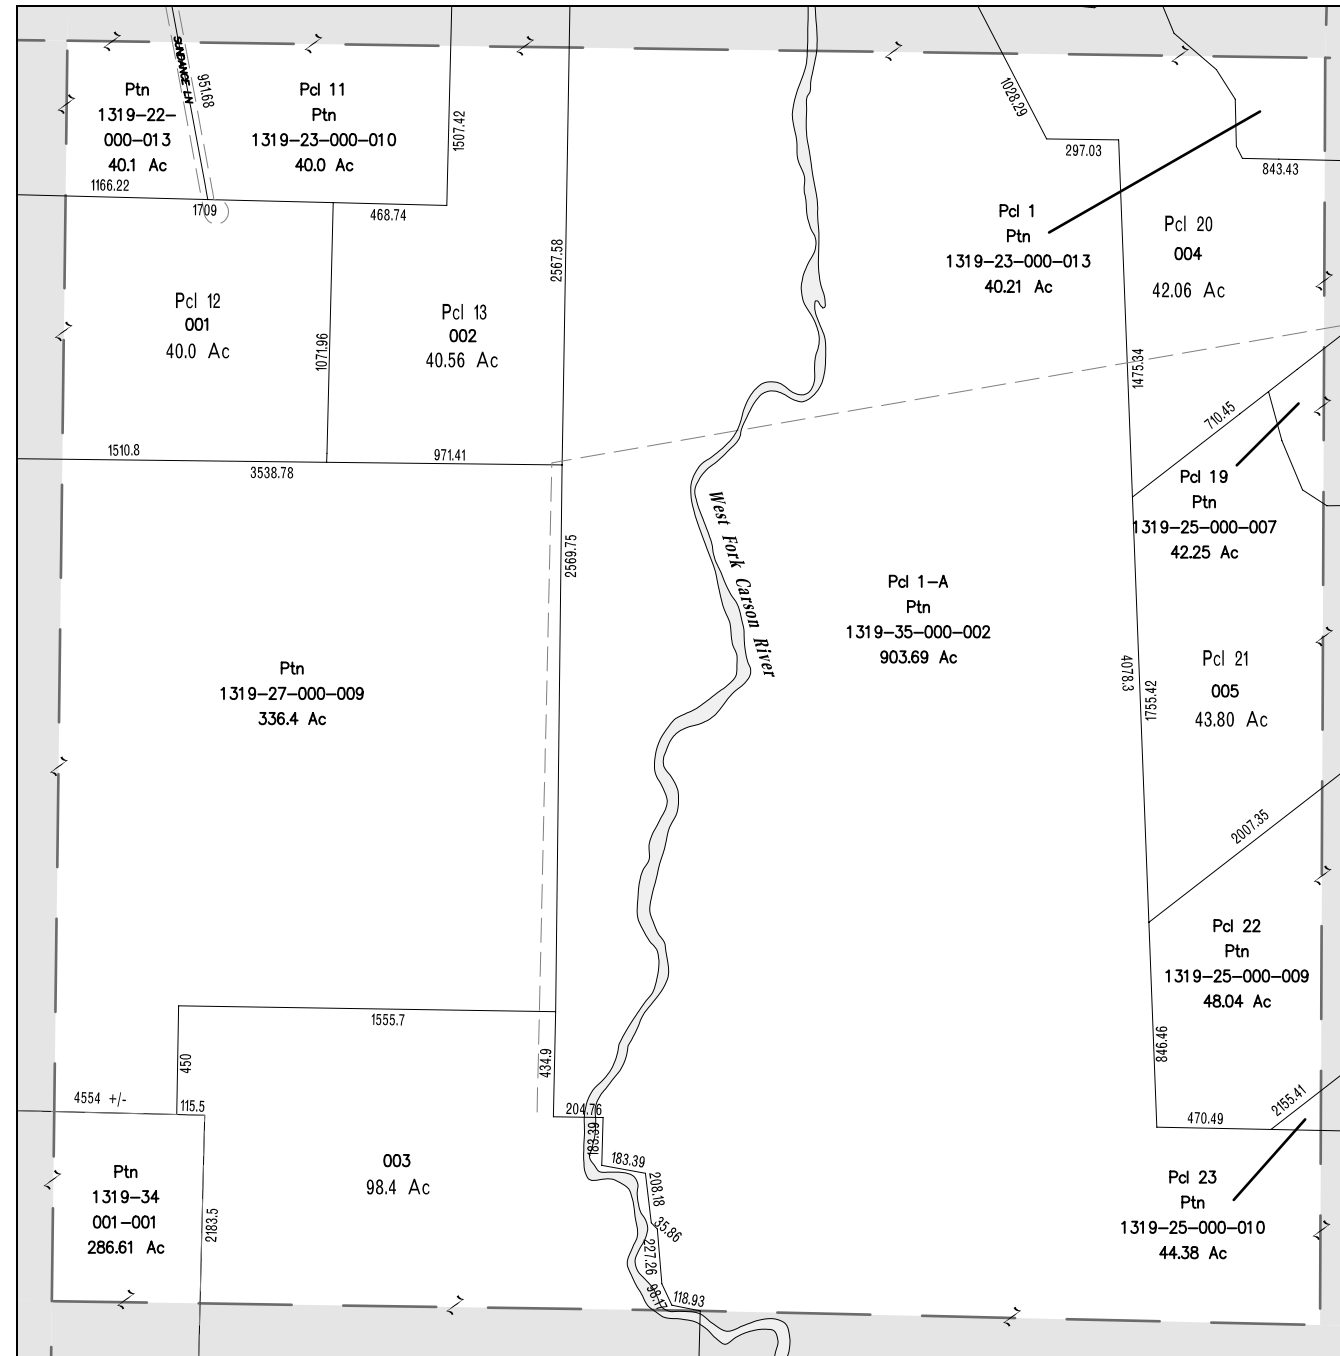 SUNDANCE LN
951.68
Ptn
1319-22-
000-013
40.1 Ac
Pcl 11
Ptn
1319-23-000-010
40.0 Ac
1507.42
1166.22
1709
468.74
1028.29
297.03
843.43
Pcl 1
Ptn
1319-23-000-013
40.21 Ac
Pcl 20
004
42.06 Ac
2567.58
Pcl 12
001
40.0 Ac
1071.96
Pcl 13
002
40.56 Ac
1475.34
710.45
1510.8
3538.78
971.41
Pcl 19
Ptn
1319-25-000-007
42.25 Ac
2569.75
West Fork Carson River
Pcl 1-A
Ptn
1319-35-000-002
903.69 Ac
Ptn
1319-27-000-009
336.4 Ac
4078.3
1755.42
Pcl 21
005
43.80 Ac
2007.35
Pcl 22
Ptn
1319-25-000-009
48.04 Ac
1555.7
450
434.9
846.46
4554 +/-
115.5
204.76
470.49
2155.41
183.39
183.39
208.18
35.86
227.26
98.17
118.93
Ptn
1319-34
001-001
286.61 Ac
2183.5
003
98.4 Ac
Pcl 23
Ptn
1319-25-000-010
44.38 Ac